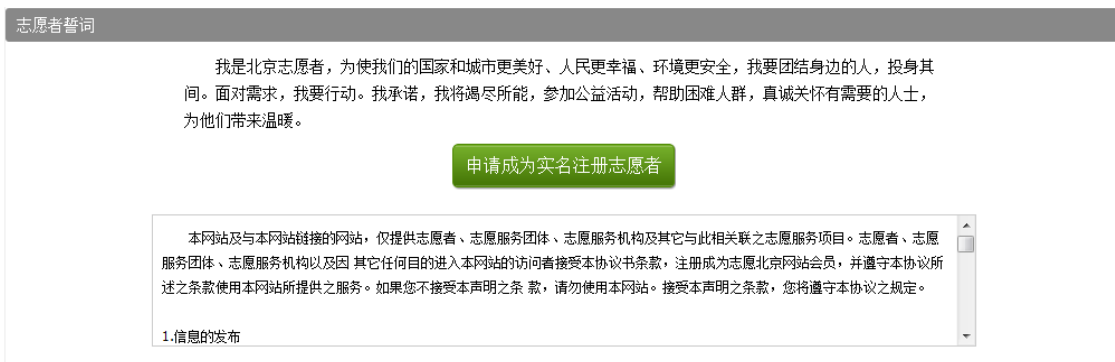 志愿者誓词
我是北京志愿者，为使我们的国家和城市更美好、人民更幸福、环境更安全，我要团结身边的人，投身其
间。面对需求，我要行动。我承诺，我将竭尽所能，参加公益活动，帮助困难人群，真诚关怀有需要的人士，
为他们带来温暖。
申请成为实名注册志愿者
本网站及与本网站链接的网站，仅提供志愿者、志愿服务团体、志愿服务机构及其它与此相关联之志愿服务项目。志愿者、志愿
服务团体、志愿服务机构以及因 其它任何目的进入本网站的访问者接受本协议书条款，注册成为志愿北京网站会员，并遵守本协议所
述之条款使用本网站所提供之服务。如果您不接受本声明之条 款，请勿使用本网站。接受本声明之条款，您将遵守本协议之规定。
1.信息的发布